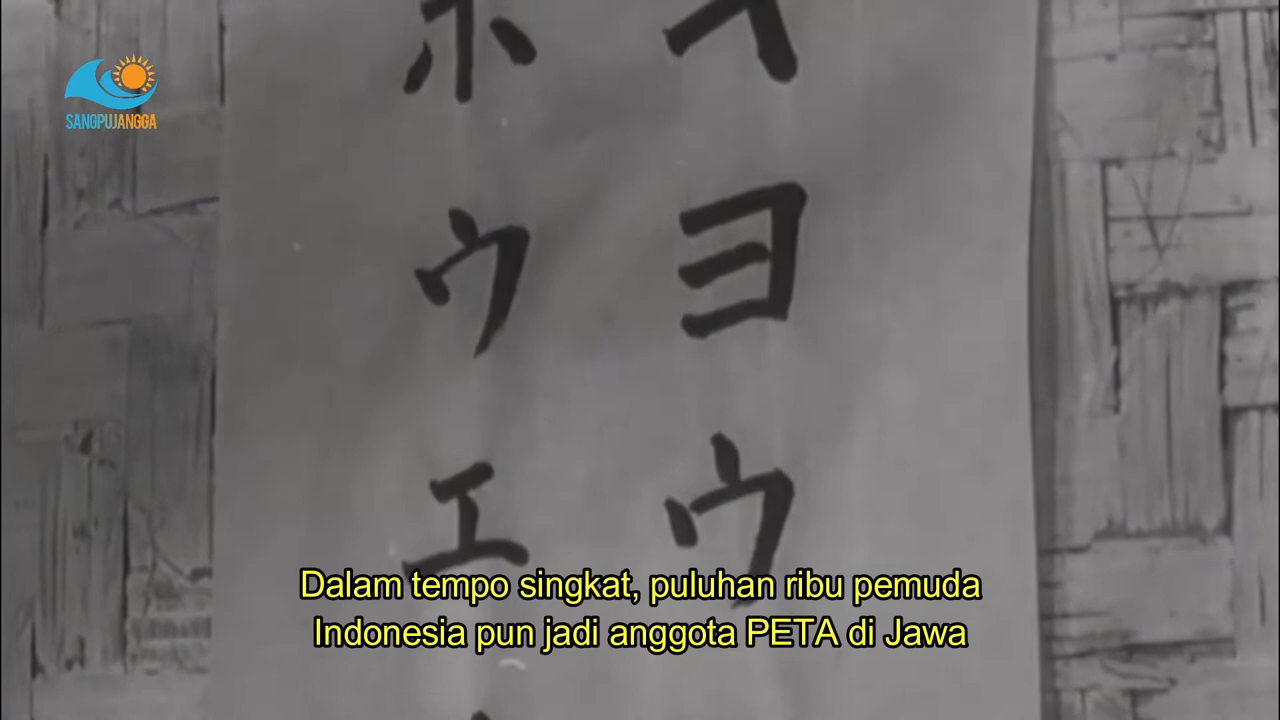 SANGPUJANGGA
ヨウ
ホウエ
Dalam tempo singkat, puluhan ribu pemuda
Indonesia pun jadi anggota PETA di Jawa